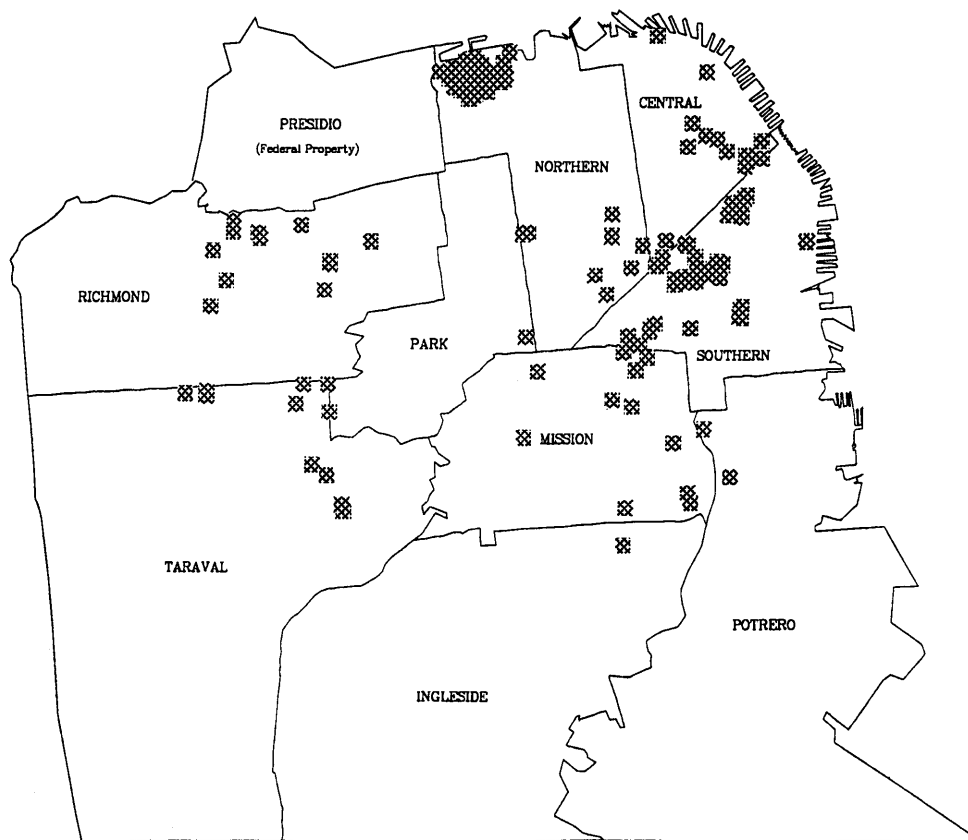 CENTRAL
PRESIDIO
(Federal Property)
NORTHERN
RICHMOND
PARK
SOUTHERN
MISSION
TARAVAL
POTRERO
INGLESIDE